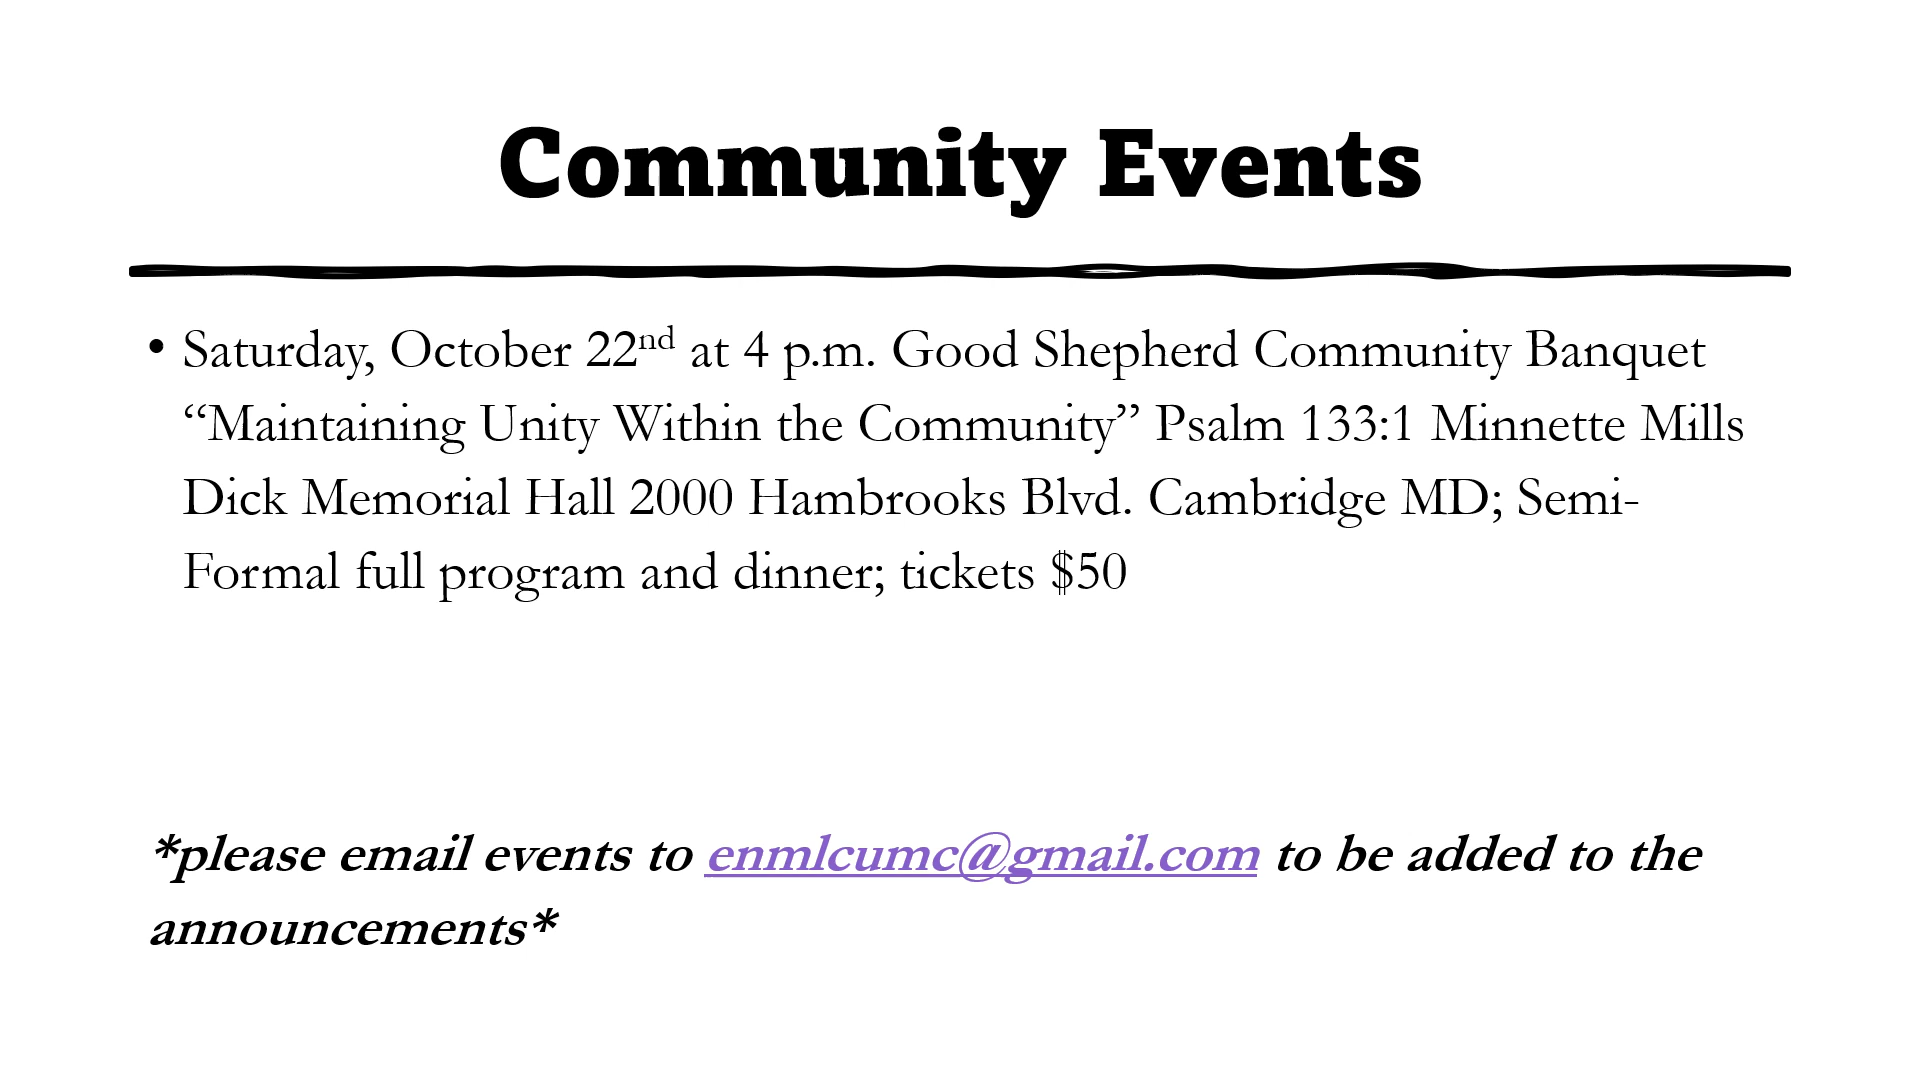 Community Events
• Saturday, October 22nd at 4 p.m. Good Shepherd Community Banquet
“Maintaining Unity Within the Community” Psalm 133:1 Minnette Mills
Dick Memorial Hall 2000 Hambrooks Blvd. Cambridge MD; Semi-
Formal full program and dinner; tickets $50
*please email events to enmlcumc@gmail.com to be added to the
announcements*